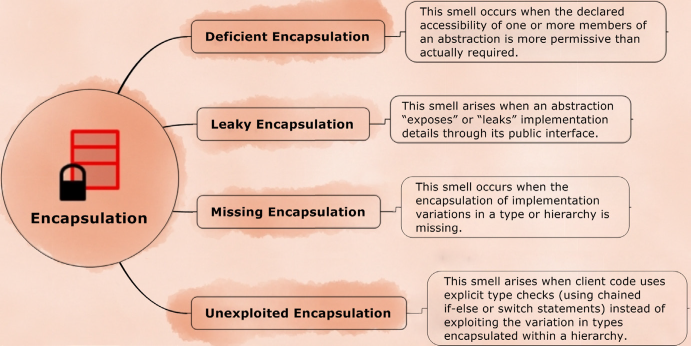 Encapsulation
Deficient Encapsulation
This smell occurs when the declared
accessibility of one or more members of
an abstraction is more permissive than
actually required.
Leaky Encapsulation
This smell arises when an abstraction
“exposes” or “leaks” implementation
details through its public interface.
Missing Encapsulation
This smell occurs when the
encapsulation of implementation
variations in a type or hierarchy is
missing.
Unexploited Encapsulation
This smell arises when client code uses
explicit type checks (using chained
if-else or switch statements) instead of
exploiting the variation in types
encapsulated within a hierarchy.